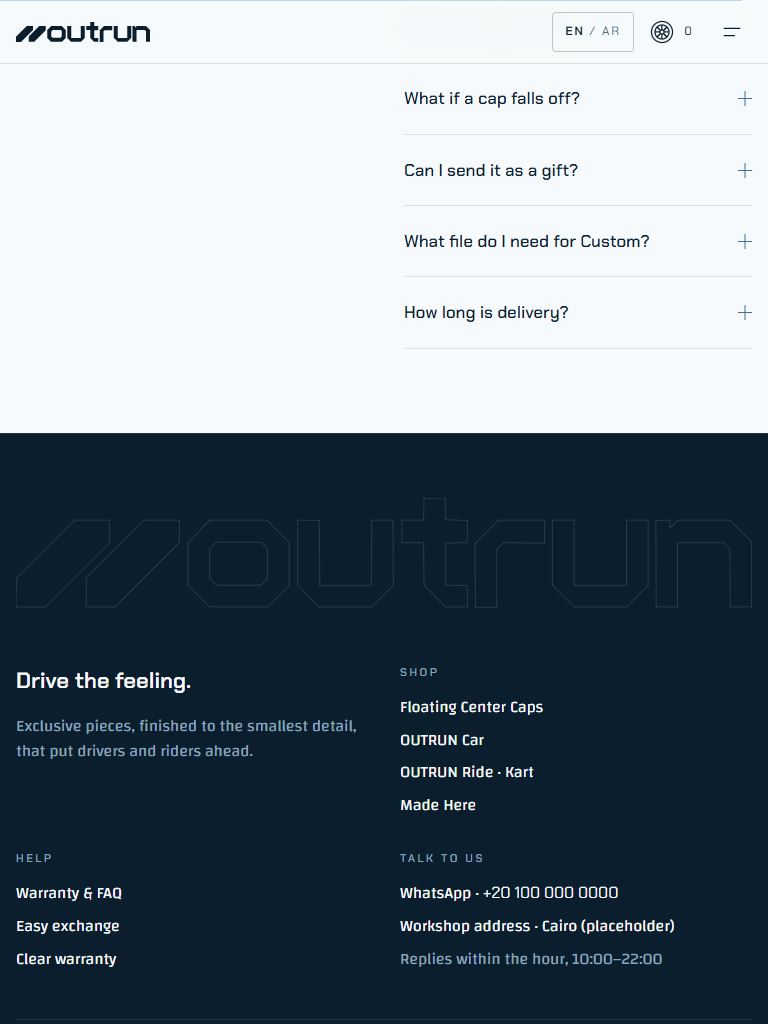 outrun
EN / AR
0
What if a cap falls off?
Can I send it as a gift?
What file do I need for Custom?
How long is delivery?
outrun
Drive the feeling.
Exclusive pieces, finished to the smallest detail,
that put drivers and riders ahead.
SHOP
Floating Center Caps
OUTRUN Car
OUTRUN Ride · Kart
Made Here
HELP
Warranty & FAQ
Easy exchange
Clear warranty
TALK TO US
WhatsApp · +20 100 000 0000
Workshop address · Cairo (placeholder)
Replies within the hour, 10:00–22:00